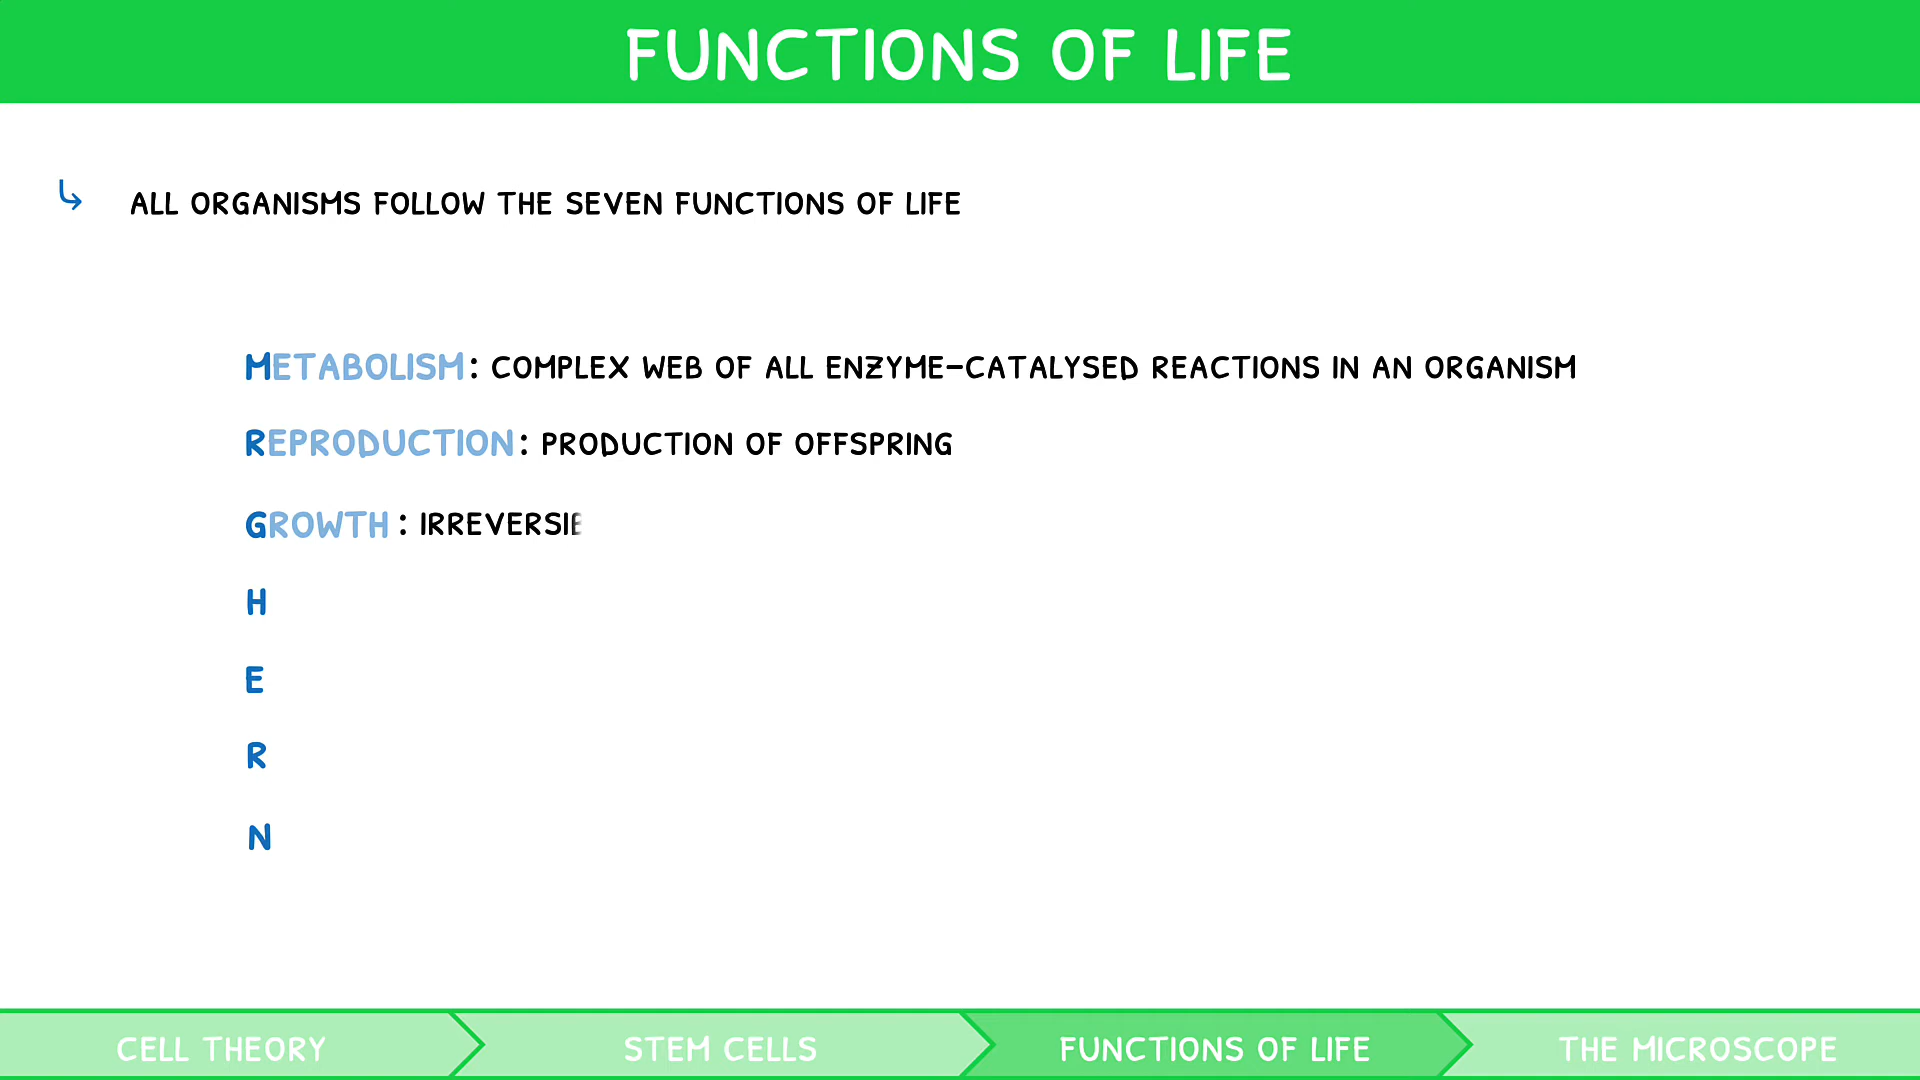 FUNCTIONS OF LIFE
ALL ORGANISMS FOLLOW THE SEVEN FUNCTIONS OF LIFE
METABOLISM: COMPLEX WEB OF ALL ENZYME-CATALYSED REACTIONS IN AN ORGANISM
REPRODUCTION: PRODUCTION OF OFFSPRING
GROWTH:
H
E
R
N
CELL THEORY
STEM CELLS
FUNCTIONS OF LIFE
THE MICROSCOPE